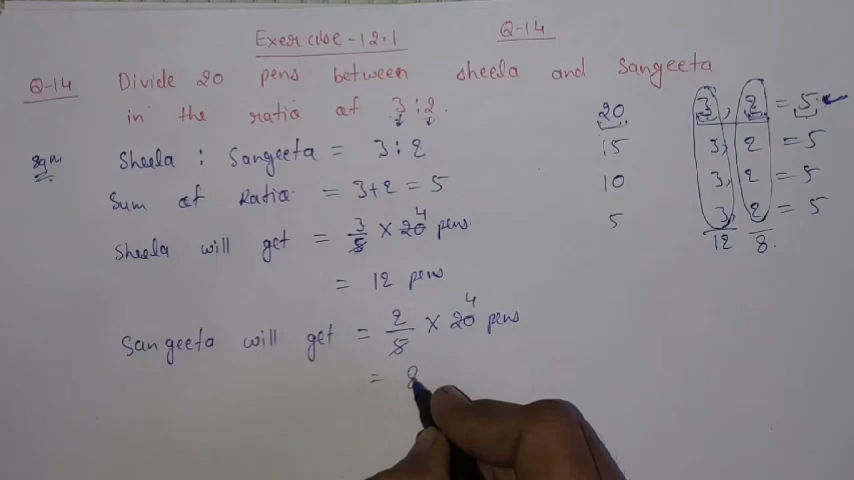 Exercise-12.1 Q-14
Q-14 Divide 20 pens between sheela and Sangeeta
in the ratio of 3:2.
Sheela : Sangeeta = 3:2
Sum of Ratio = 3+2 = 5
Sheela will get = 3/5 × 20 4 pens.
= 12 pens
Sangeeta will get = 2/5 × 20 4 pens
= 8
20 3, 2 = 5
15 3, 2 = 5
10 3, 2 = 5
5 3, 2 = 5
12 8.